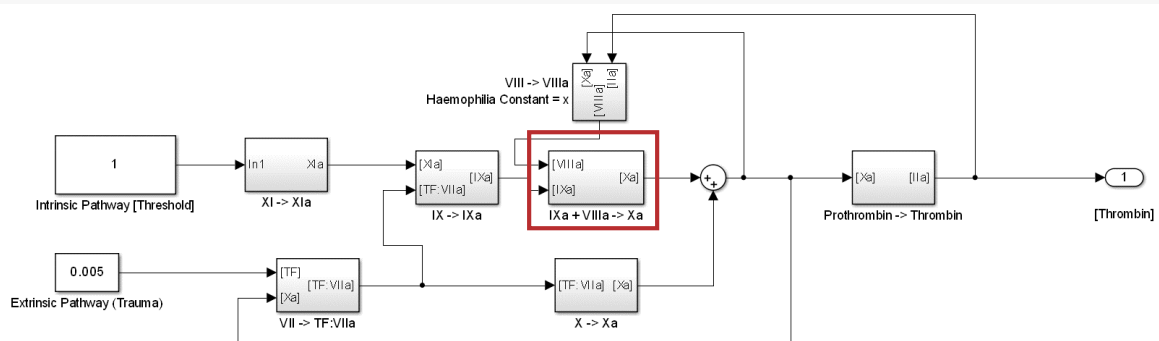 VIII -> VIIIa
Haemophilia Constant = x
[Xa]
[IIa]
[VIIIa]
1
Intrinsic Pathway [Threshold]
In1
XIa
XI -> XIa
[XIa]
[TF:VIIa]
[IXa]
IX -> IXa
[VIIIa]
[IXa]
[Xa]
IXa + VIIIa -> Xa
+
+
[Xa]
[IIa]
Prothrombin -> Thrombin
1
[Thrombin]
0.005
Extrinsic Pathway (Trauma)
[TF]
[Xa]
[TF:VIIa]
VII -> TF:VIIa
[TF:VIIa]
[Xa]
X -> Xa